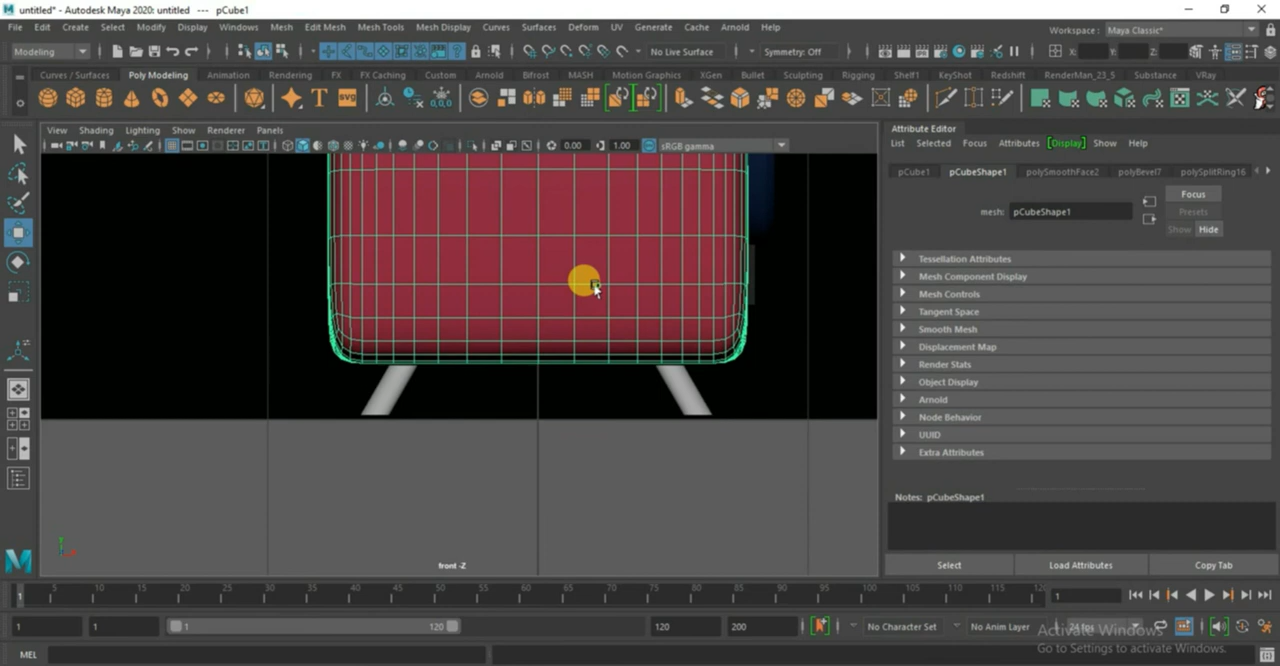 untitled* - Autodesk Maya 2020: untitled --- pCube1
File Edit Create Select Modify Display Windows Mesh Edit Mesh Mesh Tools Mesh Display Curves Surfaces Deform UV Generate Cache Arnold Help
Workspace : Maya Classic*
Modeling No Live Surface Symmetry: Off X: Y: Z:
Curves / Surfaces Poly Modeling Animation Rendering FX FX Caching Custom Arnold Bifrost MASH Motion Graphics XGen Bullet Sculpting Rigging Shelf1 KeyShot Redshift RenderMan_23_5 Substance VRay
View Shading Lighting Show Renderer Panels
0.00 1.00 sRGB gamma
front -Z
Attribute Editor
List Selected Focus Attributes Display Show Help
pCube1 pCubeShape1 polySmoothFace2 polyBevel7 polySplitRing16
mesh: pCubeShape1
Focus
Presets
Show Hide
Tessellation Attributes
Mesh Component Display
Mesh Controls
Tangent Space
Smooth Mesh
Displacement Map
Render Stats
Object Display
Arnold
Node Behavior
UUID
Extra Attributes
Notes: pCubeShape1
Select Load Attributes Copy Tab
1 5 10 15 20 25 30 35 40 45 50 55 60 65 70 75 80 85 90 95 100 105 110 115 120 1
1 1 1 120 120 200 No Character Set No Anim Layer 24 fps
Activate Windows
Go to Settings to activate Windows.
MEL